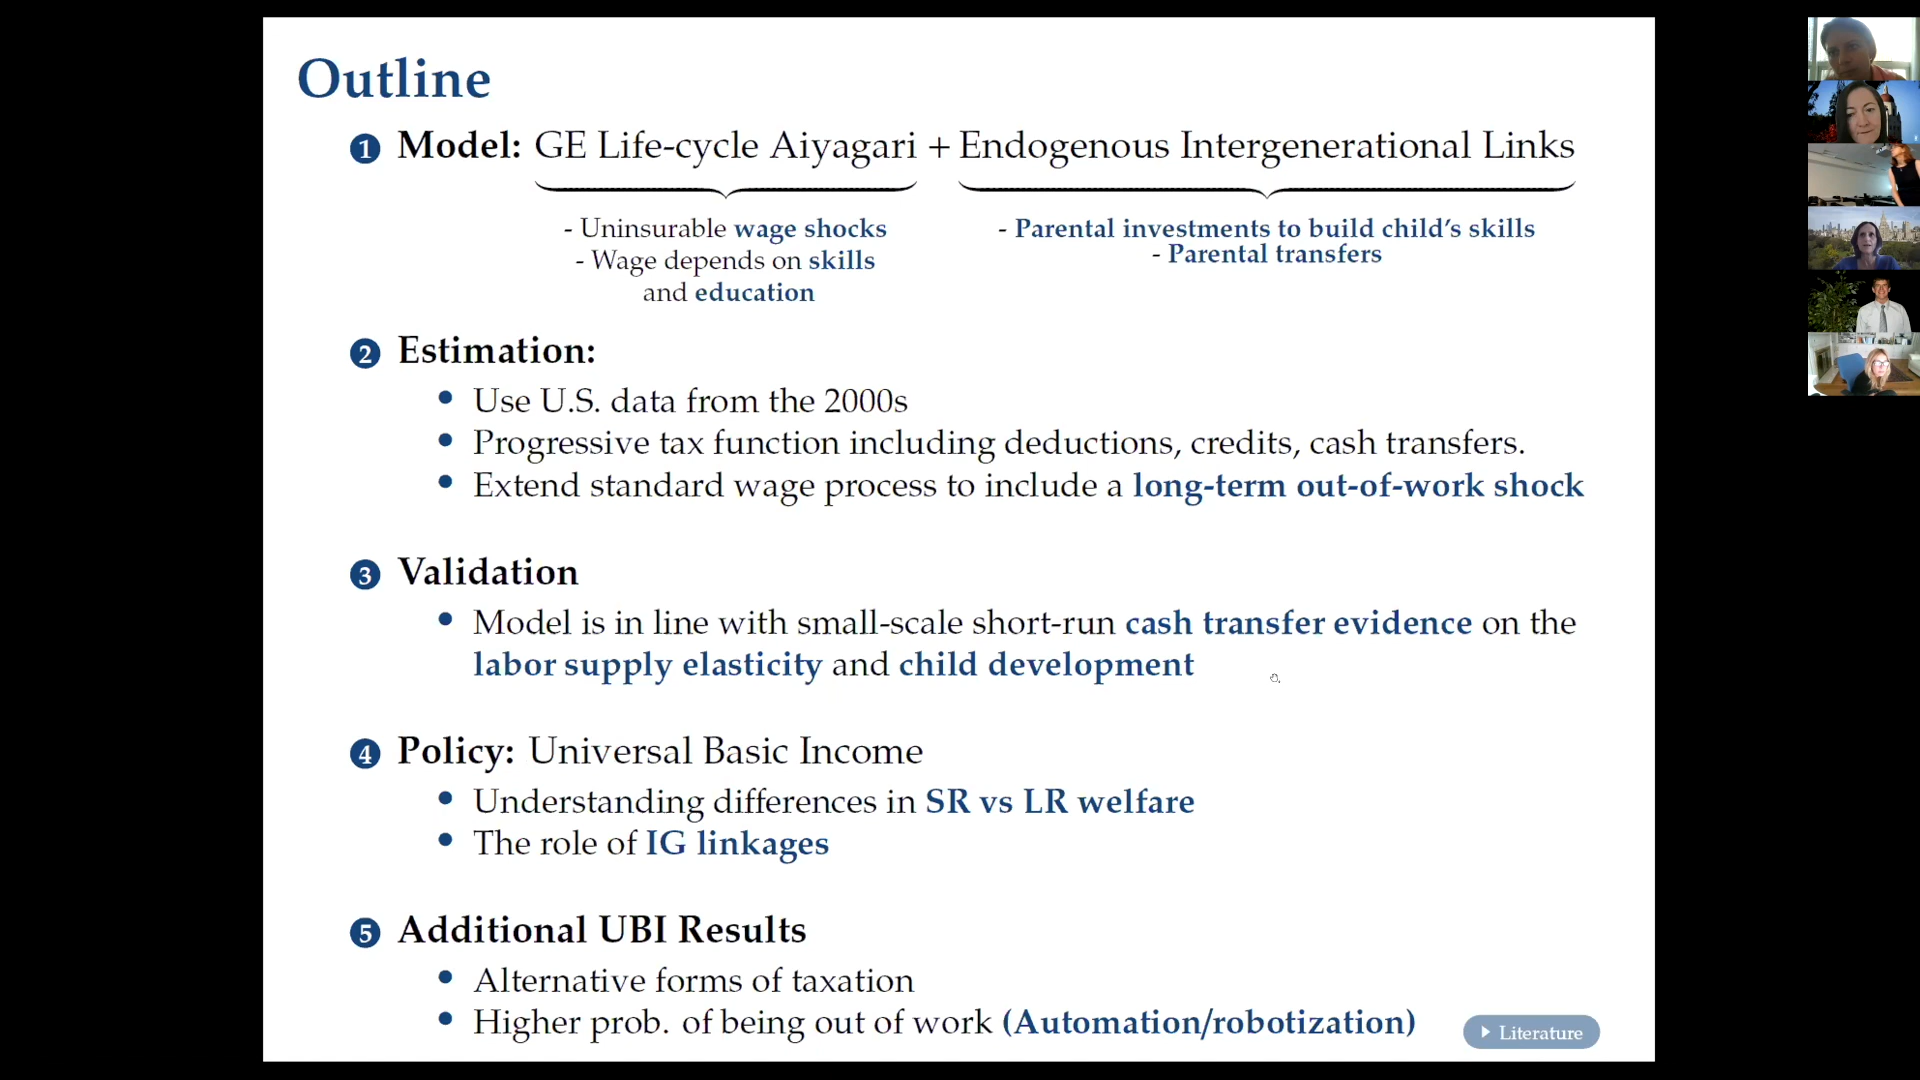 Outline
1 Model: GE Life-cycle Aiyagari + Endogenous Intergenerational Links
- Uninsurable wage shocks
- Wage depends on skills
and education
- Parental investments to build child's skills
- Parental transfers
2 Estimation:
• Use U.S. data from the 2000s
• Progressive tax function including deductions, credits, cash transfers.
• Extend standard wage process to include a long-term out-of-work shock
3 Validation
• Model is in line with small-scale short-run cash transfer evidence on the
labor supply elasticity and child development
4 Policy: Universal Basic Income
• Understanding differences in SR vs LR welfare
• The role of IG linkages
5 Additional UBI Results
• Alternative forms of taxation
• Higher prob. of being out of work (Automation/robotization)
Literature